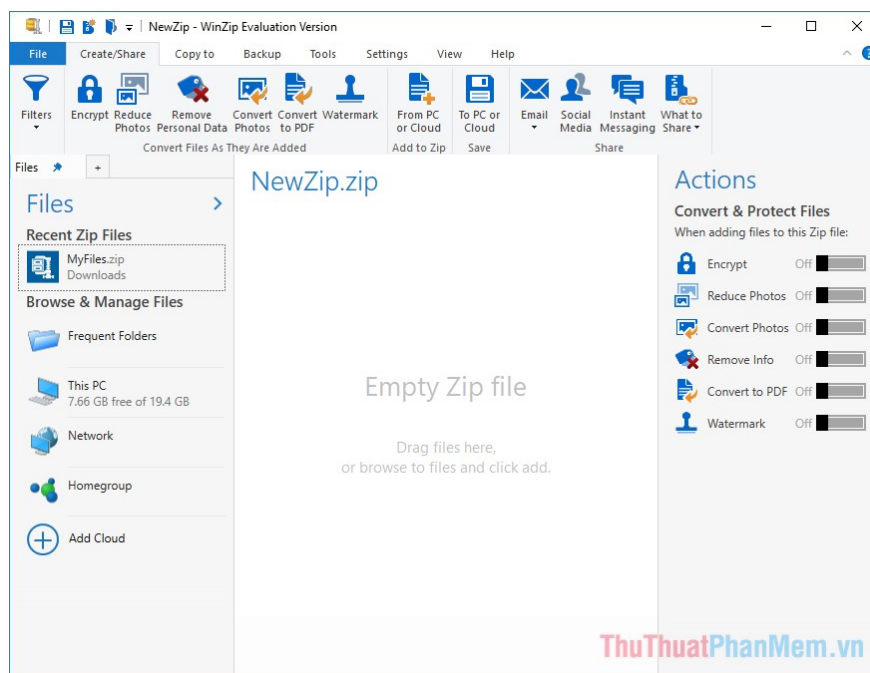 NewZip - WinZip Evaluation Version
File Create/Share Copy to Backup Tools Settings View Help
Filters Encrypt Reduce Photos Remove Personal Data Convert Photos Convert to PDF Watermark From PC or Cloud To PC or Cloud Email Social Media Instant Messaging What to Share
Convert Files As They Are Added Add to Zip Save Share
Files +
Files
Recent Zip Files
MyFiles.zip
Downloads
Browse & Manage Files
Frequent Folders
This PC
7.66 GB free of 19.4 GB
Network
Homegroup
Add Cloud
NewZip.zip
Empty Zip file
Drag files here,
or browse to files and click add.
Actions
Convert & Protect Files
When adding files to this Zip file:
Encrypt Off
Reduce Photos Off
Convert Photos Off
Remove Info Off
Convert to PDF Off
Watermark Off
ThuThuatPhanMem.vn